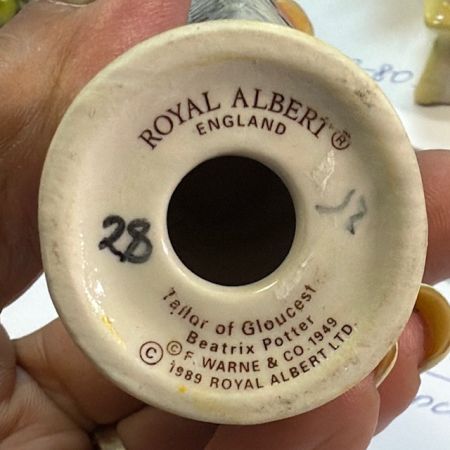 ROYAL ALBERT®
ENGLAND
28
12
Tailor of Gloucest
Beatrix Potter
© F. WARNE & CO. 1949
© 1989 ROYAL ALBERT LTD.